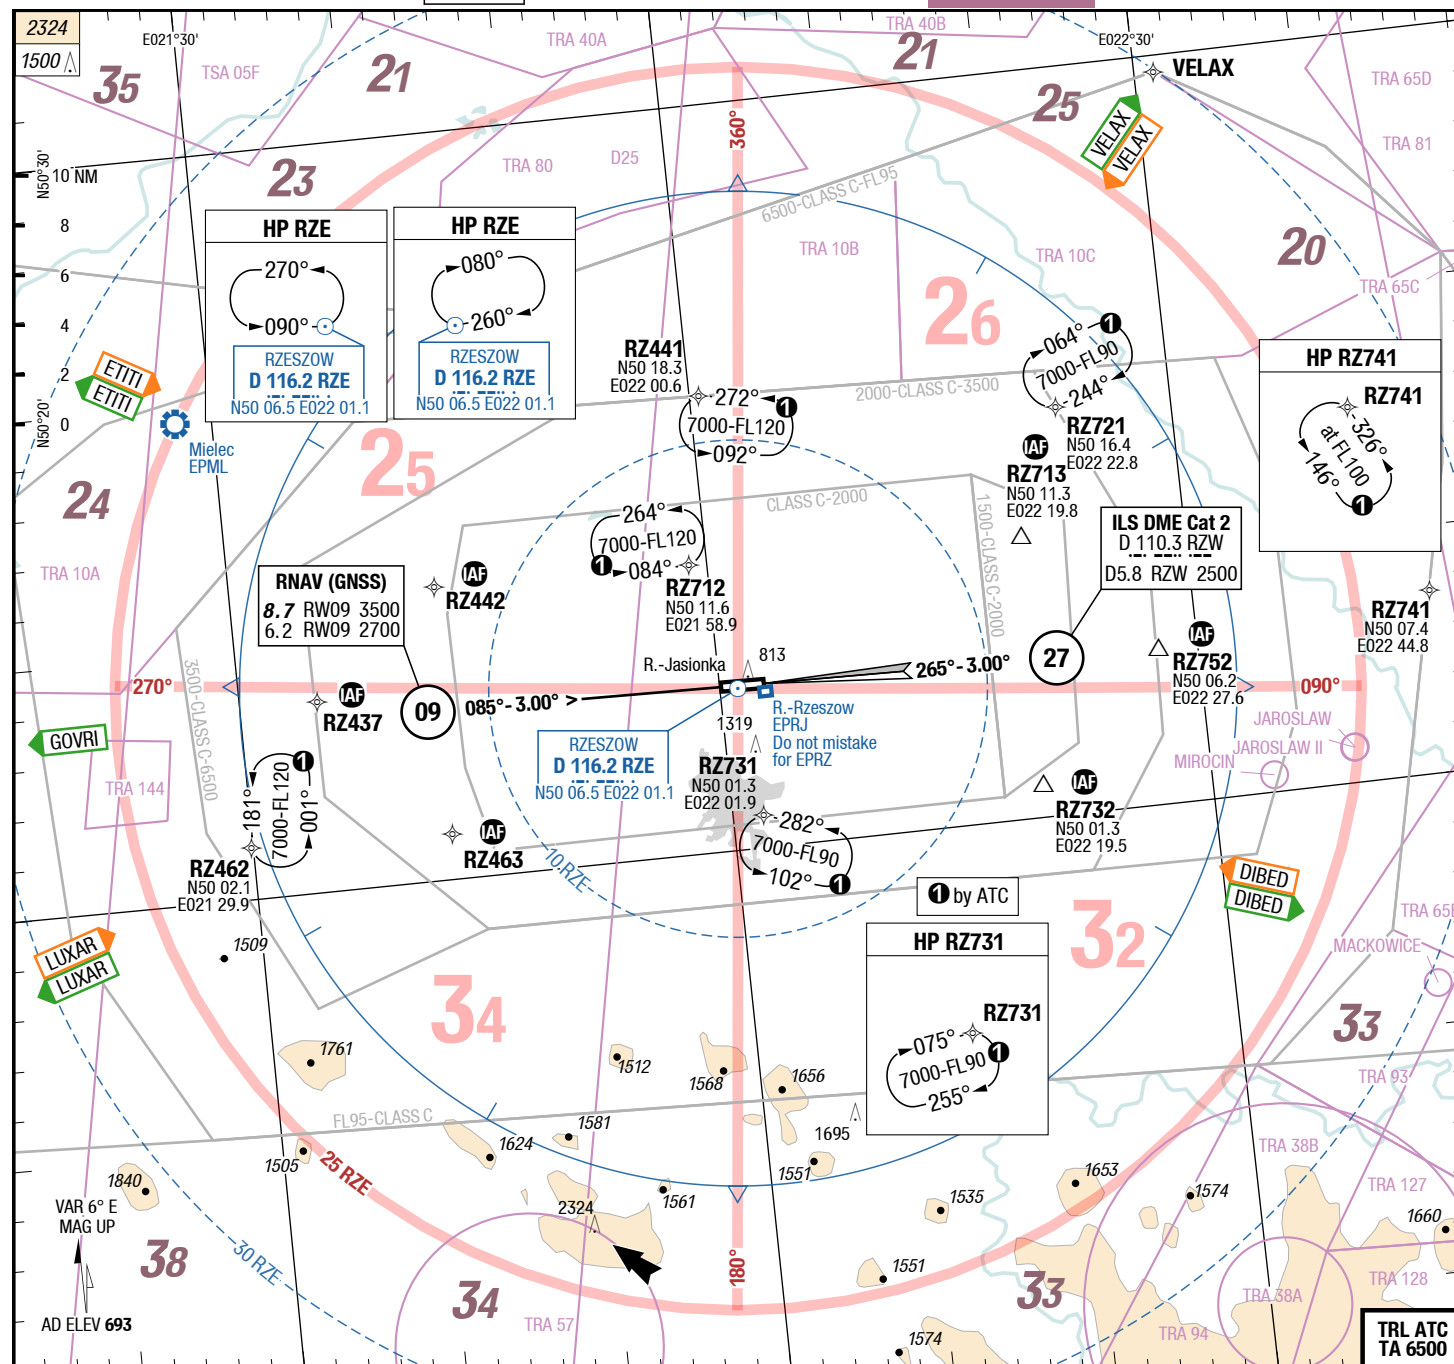 2324
1500
E021°30'
E022°30'
35
TSA 05F
21
TRA 40A
TRA 40B
21
VELAX
TRA 65D
25
VELAX
VELAX
TRA 81
360°
N50°30'
10 NM
8
6
4
2
0
N50°20'
23
TRA 80
D25
6500-CLASS C-FL95
TRA 10B
TRA 10C
20
TRA 65C
26
HP RZE
270°
090°
RZESZOW
D 116.2 RZE
N50 06.5 E022 01.1
HP RZE
080°
260°
RZESZOW
D 116.2 RZE
N50 06.5 E022 01.1
RZ441
N50 18.3
E022 00.6
272°
7000-FL120
092°
2000-CLASS C-3500
064°
7000-FL90
244°
RZ721
N50 16.4
E022 22.8
HP RZ741
RZ741
326°
at FL100
146°
ETITI
ETITI
Mielec
EPML
24
25
TRA 10A
IAF
RZ713
N50 11.3
E022 19.8
CLASS C-2000
1500-CLASS C-2000
ILS DME Cat 2
D 110.3 RZW
D5.8 RZW 2500
264°
7000-FL120
084°
RZ712
N50 11.6
E021 58.9
RNAV (GNSS)
8.7 RW09 3500
6.2 RW09 2700
IAF
RZ442
RZ741
N50 07.4
E022 44.8
IAF
RZ752
N50 06.2
E022 27.6
R.-Jasionka
813
265°-3.00°
27
270°
090°
3500-CLASS C-6500
IAF
RZ437
09
085°-3.00° >
R.-Rzeszow
EPRJ
Do not mistake
for EPRZ
1319
JAROSLAW
JAROSLAW II
MIROCIN
GOVRI
TRA 144
RZESZOW
D 116.2 RZE
N50 06.5 E022 01.1
RZ731
N50 01.3
E022 01.9
282°
7000-FL90
102°
181°
7000-FL120
001°
RZ462
N50 02.1
E021 29.9
IAF
RZ463
10 RZE
IAF
RZ732
N50 01.3
E022 19.5
1 by ATC
DIBED
DIBED
TRA 65B
MACKOWICE
LUXAR
LUXAR
1509
34
32
33
HP RZ731
RZ731
075°
7000-FL90
255°
1761
1512
1568
1656
TRA 93
FL95-CLASS C
1581
1624
1695
1551
1505
25 RZE
TRA 38B
1840
1561
1653
1574
1535
TRA 127
1660
2324
VAR 6° E
MAG UP
38
30 RZE
34
180°
1551
33
TRA 38A
TRA 128
AD ELEV 693
TRA 57
1574
TRA 94
TRL ATC
TA 6500